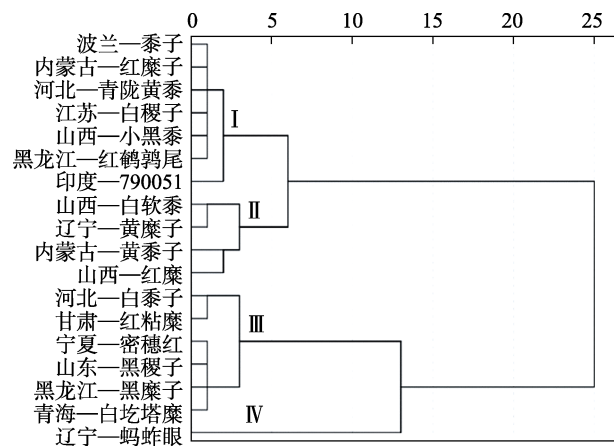 0 5 10 15 20 25
波兰—黍子
内蒙古—红糜子
河北—青陇黄黍
江苏—白稷子
山西—小黑黍
黑龙江—红鹌鹑尾
印度—790051
山西—白软黍
辽宁—黄糜子
内蒙古—黄黍子
山西—红糜
河北—白黍子
甘肃—红粘糜
宁夏—密穗红
山东—黑稷子
黑龙江—黑糜子
青海—白圪塔糜
辽宁—蚂蚱眼
Ⅰ
Ⅱ
Ⅲ
Ⅳ